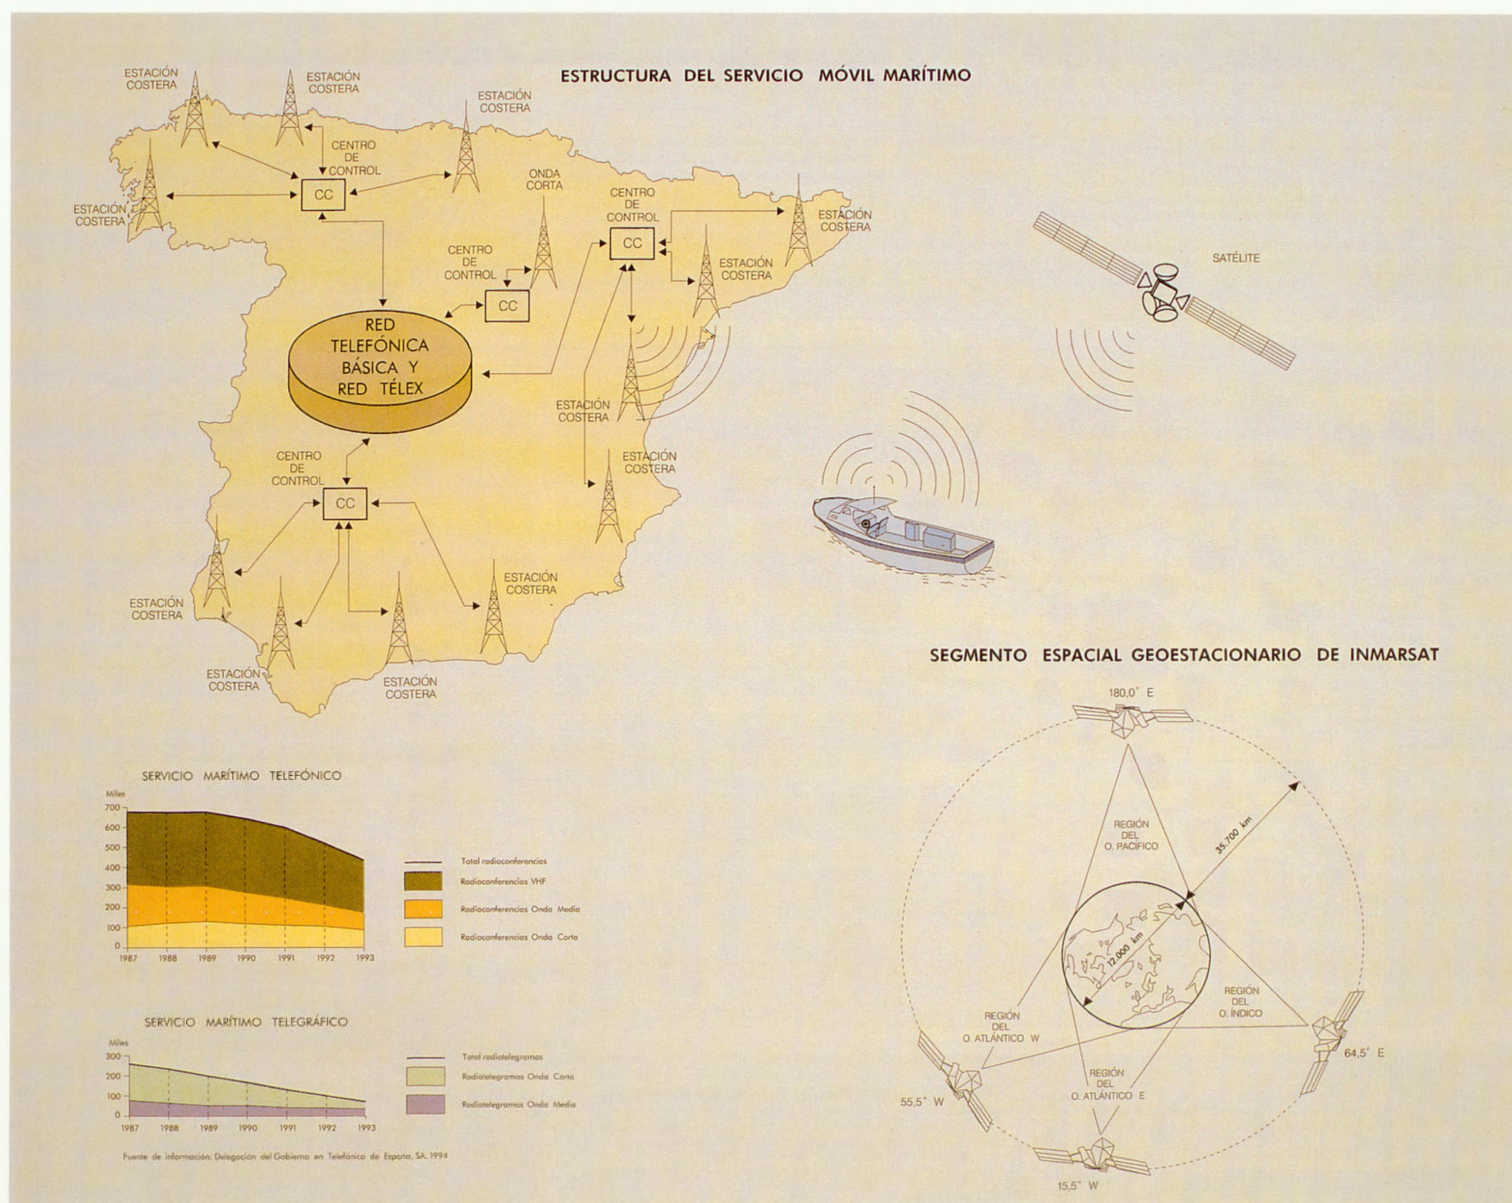 ESTRUCTURA DEL SERVICIO MÓVIL MARÍTIMO
ESTACIÓN
COSTERA
ESTACIÓN
COSTERA
ESTACIÓN
COSTERA
CENTRO
DE
CONTROL
CC
ESTACIÓN
COSTERA
ONDA
CORTA
CENTRO
DE
CONTROL
CC
ESTACIÓN
COSTERA
ESTACIÓN
COSTERA
CENTRO
DE
CONTROL
CC
RED
TELEFÓNICA
BÁSICA Y
RED TÉLEX
ESTACIÓN
COSTERA
ESTACIÓN
COSTERA
CENTRO
DE
CONTROL
CC
ESTACIÓN
COSTERA
ESTACIÓN
COSTERA
ESTACIÓN
COSTERA
ESTACIÓN
COSTERA
SATÉLITE
SEGMENTO ESPACIAL GEOESTACIONARIO DE INMARSAT
180,0° E
REGIÓN
DEL
O. PACÍFICO
35.700 km
12.000 km
REGIÓN
DEL
O. ÍNDICO
REGIÓN
DEL
O. ATLÁNTICO W
64,5° E
REGIÓN
DEL
O. ATLÁNTICO E
55,5° W
15,5° W
SERVICIO MARÍTIMO TELEFÓNICO
Miles
700
600
500
400
300
200
100
0
1987 1988 1989 1990 1991 1992 1993
Total radioconferencias
Radioconferencias VHF
Radioconferencias Onda Media
Radioconferencias Onda Corta
SERVICIO MARÍTIMO TELEGRÁFICO
Miles
300
200
100
0
1987 1988 1989 1990 1991 1992 1993
Total radiotelegramas
Radiotelegramas Onda Corta
Radiotelegramas Onda Media
Fuente de información: Delegación del Gobierno en Telefónica de España, SA. 1994